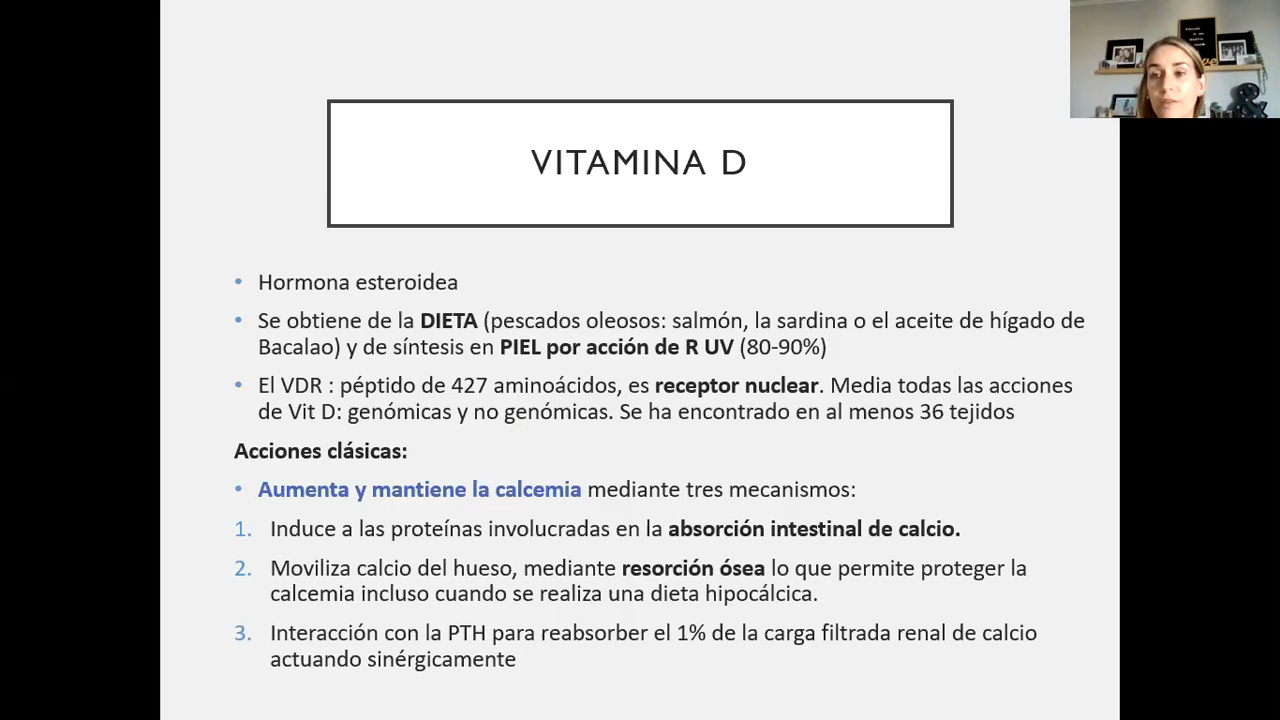 VITAMINA D
• Hormona esteroidea
• Se obtiene de la DIETA (pescados oleosos: salmón, la sardina o el aceite de hígado de
Bacalao) y de síntesis en PIEL por acción de R UV (80-90%)
• El VDR : péptido de 427 aminoácidos, es receptor nuclear. Media todas las acciones
de Vit D: genómicas y no genómicas. Se ha encontrado en al menos 36 tejidos
Acciones clásicas:
• Aumenta y mantiene la calcemia mediante tres mecanismos:
1. Induce a las proteínas involucradas en la absorción intestinal de calcio.
2. Moviliza calcio del hueso, mediante resorción ósea lo que permite proteger la
calcemia incluso cuando se realiza una dieta hipocálcica.
3. Interacción con la PTH para reabsorber el 1% de la carga filtrada renal de calcio
actuando sinérgicamente
&